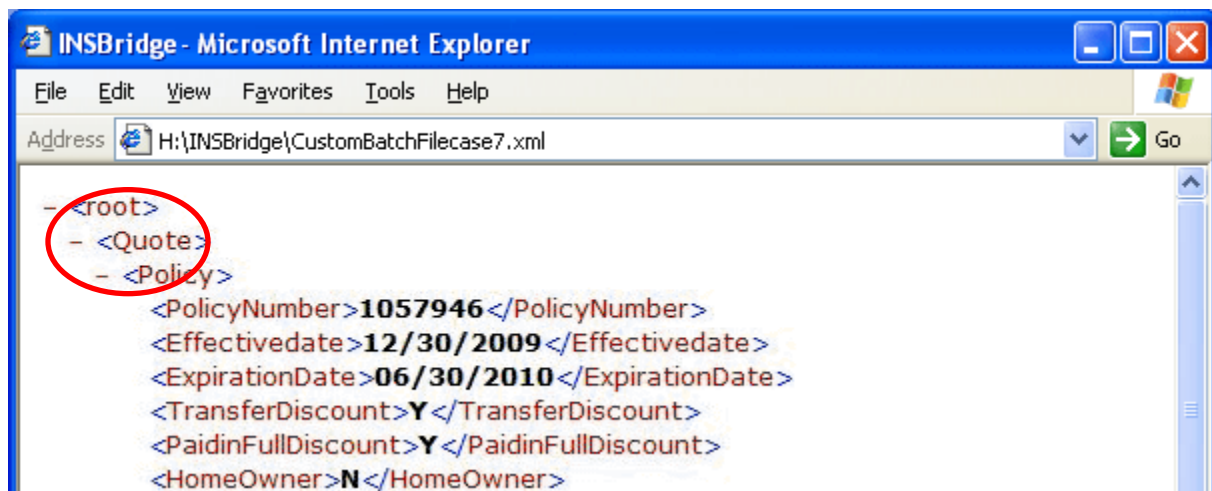 INSBridge - Microsoft Internet Explorer
File Edit View Favorites Tools Help
Address H:\INSBridge\CustomBatchFilecase7.xml Go
- <root>
- <Quote>
- <Policy>
<PolicyNumber>1057946</PolicyNumber>
<Effectivedate>12/30/2009</Effectivedate>
<ExpirationDate>06/30/2010</ExpirationDate>
<TransferDiscount>Y</TransferDiscount>
<PaidinFullDiscount>Y</PaidinFullDiscount>
<HomeOwner>N</HomeOwner>